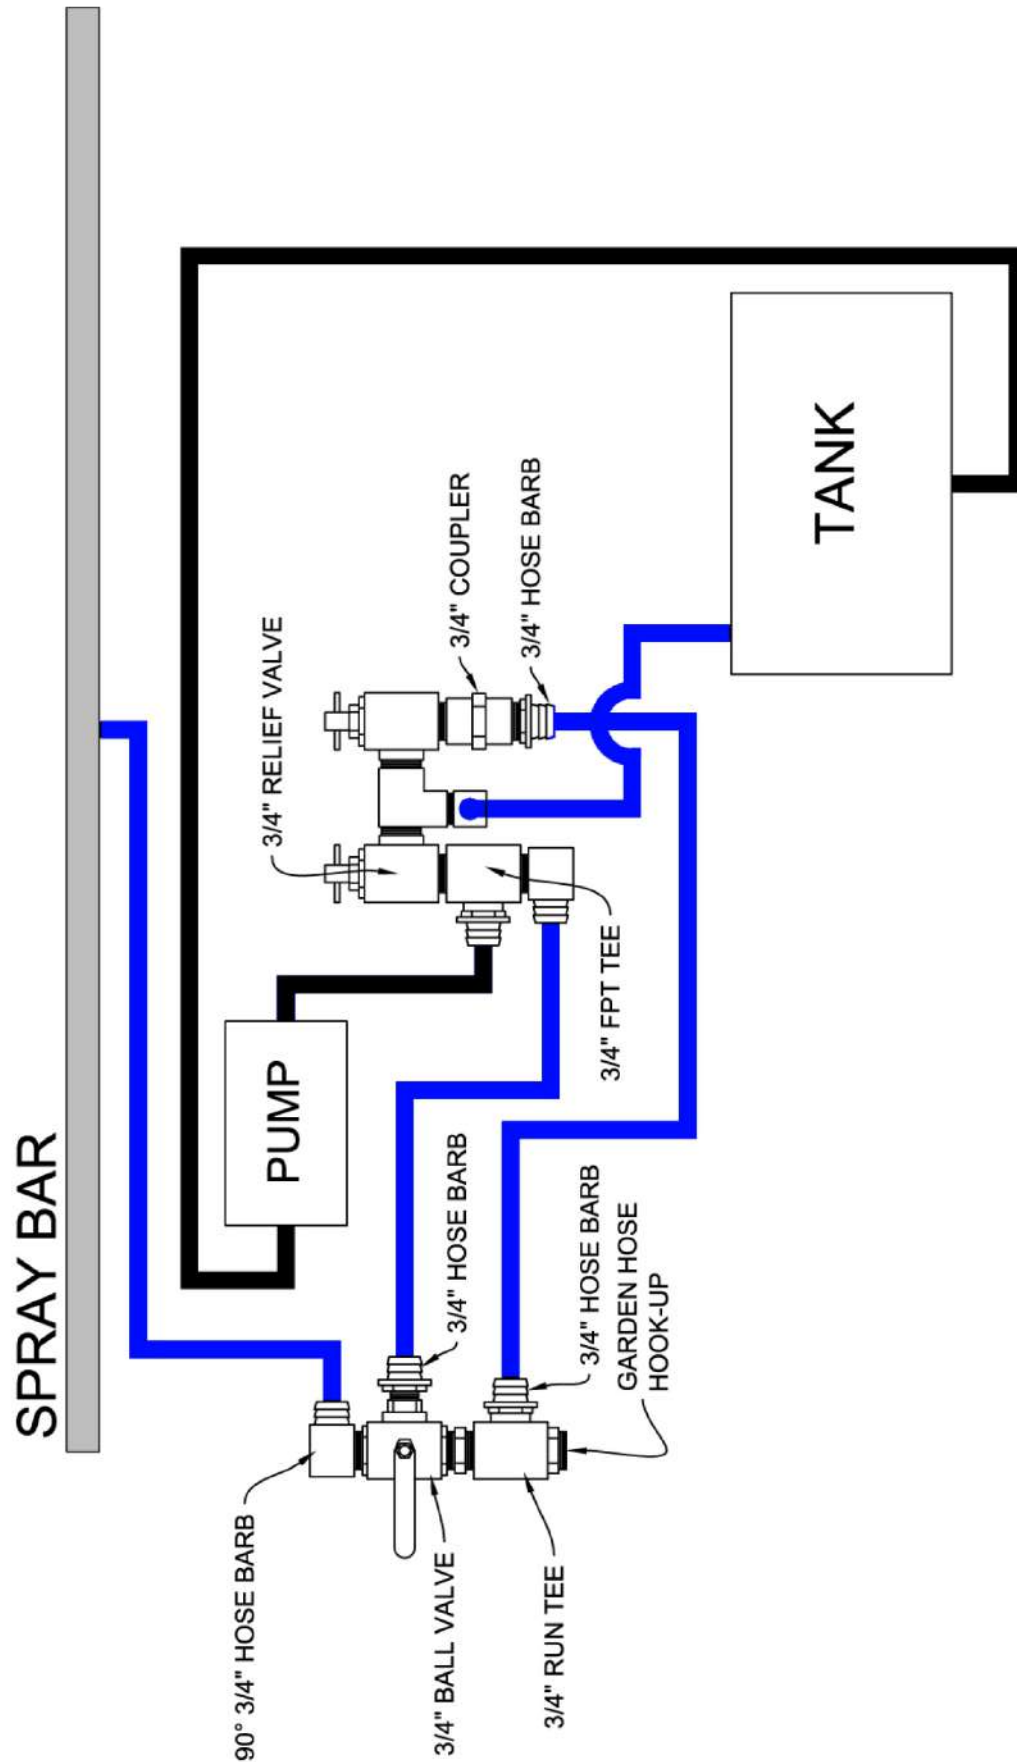 SPRAY BAR
90° 3/4" HOSE BARB
3/4" BALL VALVE
3/4" RUN TEE
GARDEN HOSE
HOOK-UP
3/4" HOSE BARB
3/4" HOSE BARB
PUMP
3/4" FPT TEE
3/4" RELIEF VALVE
3/4" COUPLER
3/4" HOSE BARB
TANK